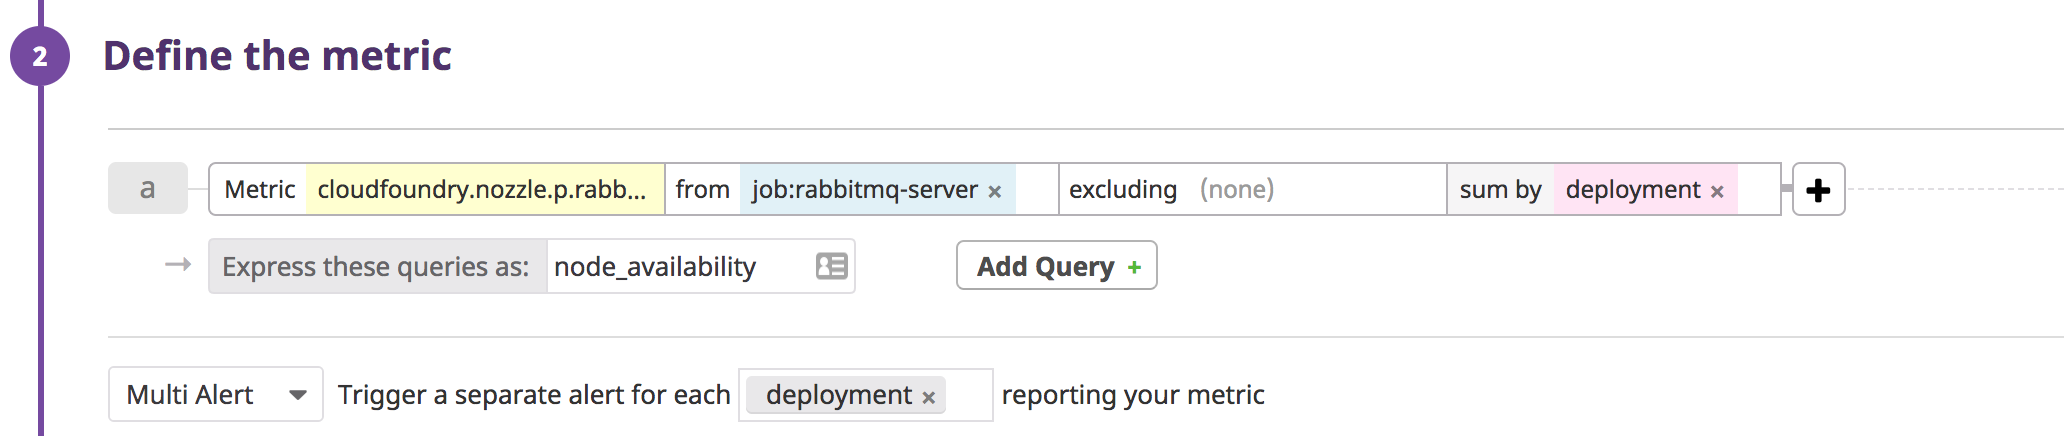 2 Define the metric
a Metric cloudfoundry.nozzle.p.rabb... from job:rabbitmq-server × excluding (none) sum by deployment × +
→ Express these queries as: node_availability Add Query +
Multi Alert Trigger a separate alert for each deployment × reporting your metric